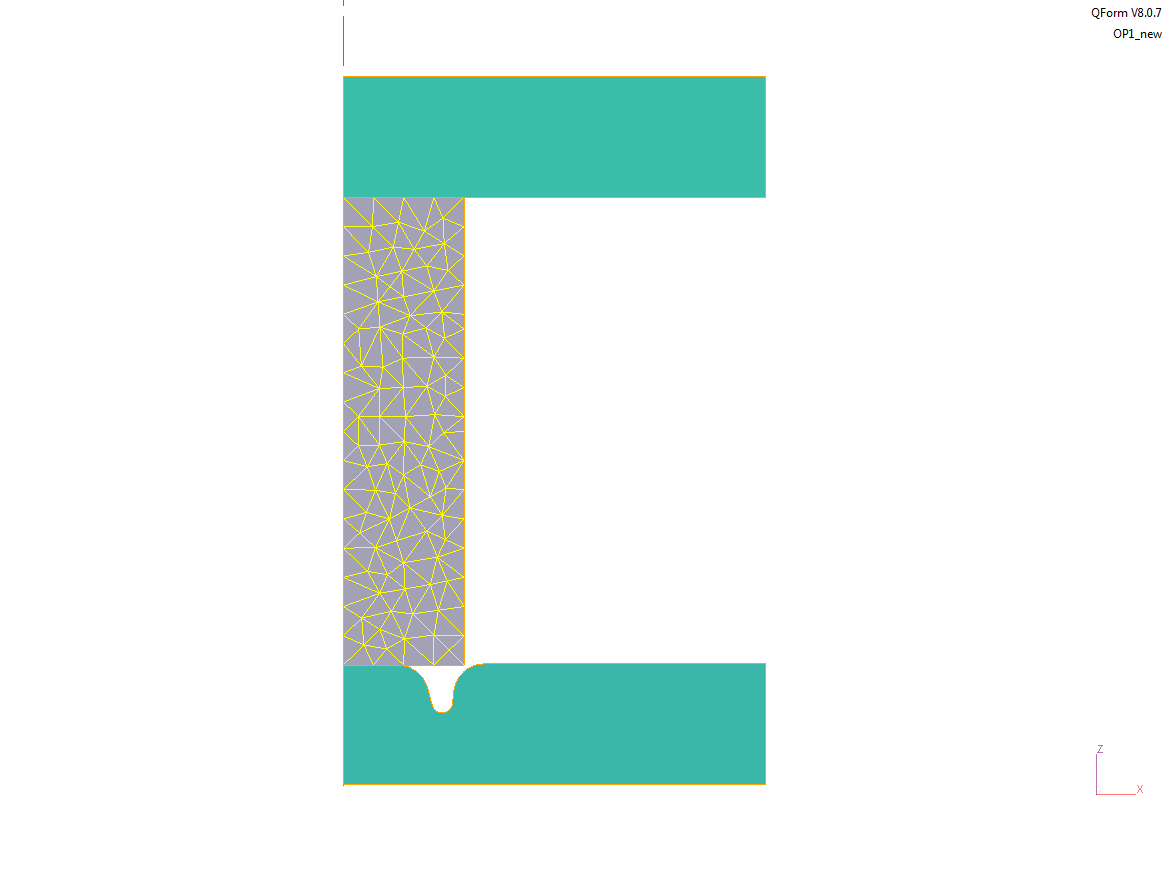 QForm V8.0.7
OP1_new
Z
X